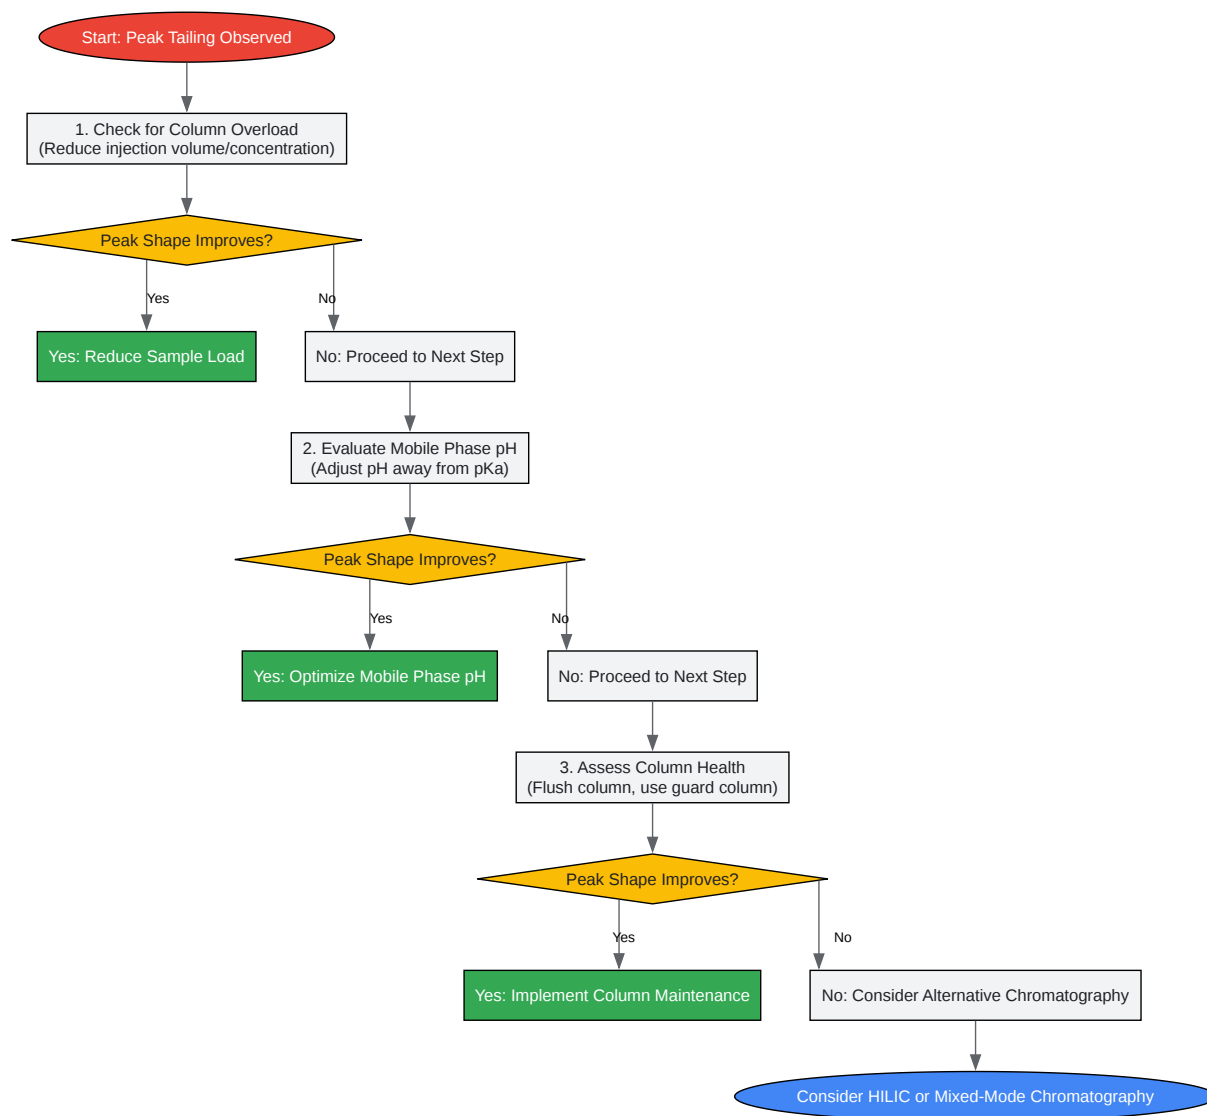 Start: Peak Tailing Observed
1. Check for Column Overload
(Reduce injection volume/concentration)
Peak Shape Improves?
Yes
No
Yes: Reduce Sample Load
No: Proceed to Next Step
2. Evaluate Mobile Phase pH
(Adjust pH away from pKa)
Peak Shape Improves?
Yes
No
Yes: Optimize Mobile Phase pH
No: Proceed to Next Step
3. Assess Column Health
(Flush column, use guard column)
Peak Shape Improves?
Yes
No
Yes: Implement Column Maintenance
No: Consider Alternative Chromatography
Consider HILIC or Mixed-Mode Chromatography